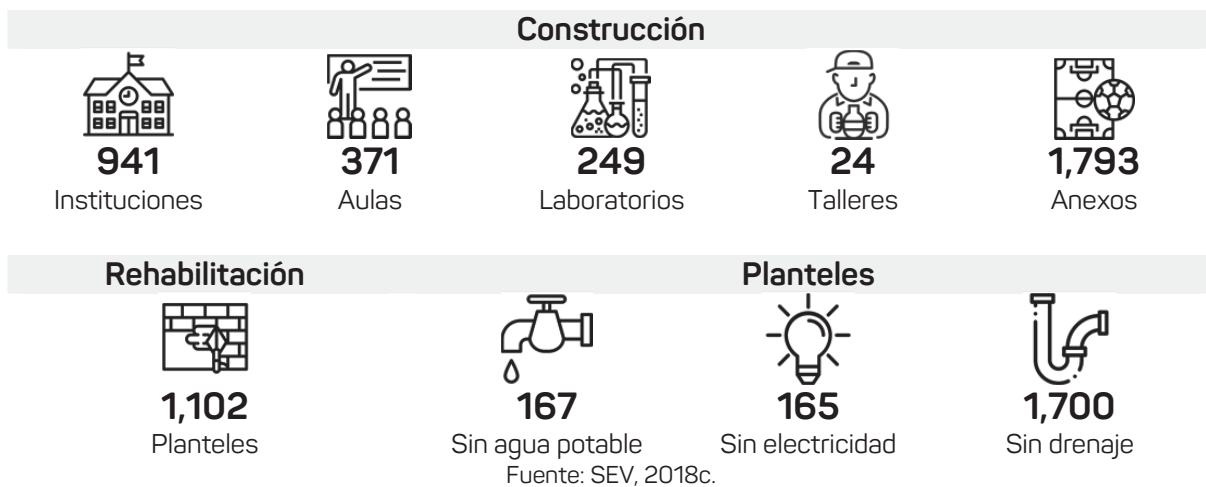 Construcción
941 371 249 24 1,793
Instituciones Aulas Laboratorios Talleres Anexos
Rehabilitación Planteles
1,102 167 165 1,700
Planteles Sin agua potable Sin electricidad Sin drenaje
Fuente: SEV, 2018c.